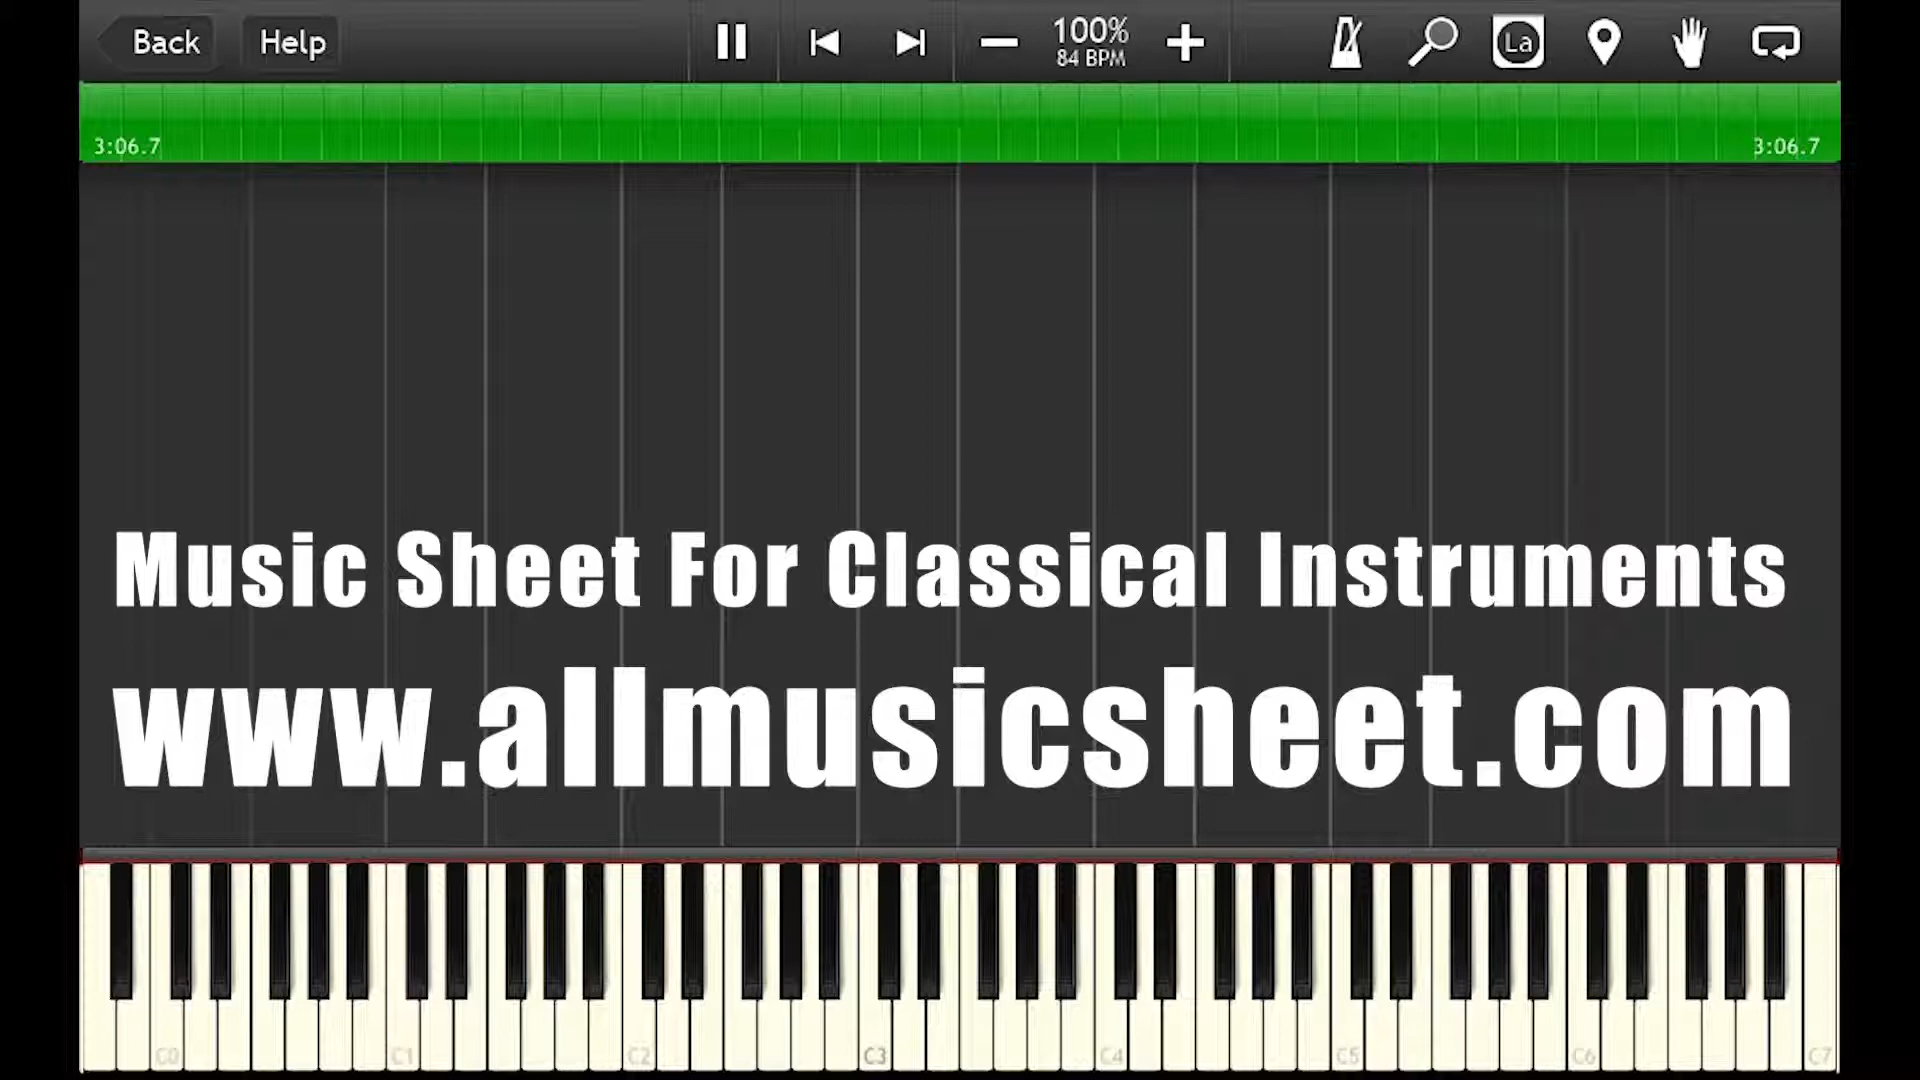 Back Help 100%
84 BPM La
3:06.7 3:06.7
Music Sheet For Classical Instruments
www.allmusicsheet.com
C0 C1 C2 C3 C4 C5 C6 C7